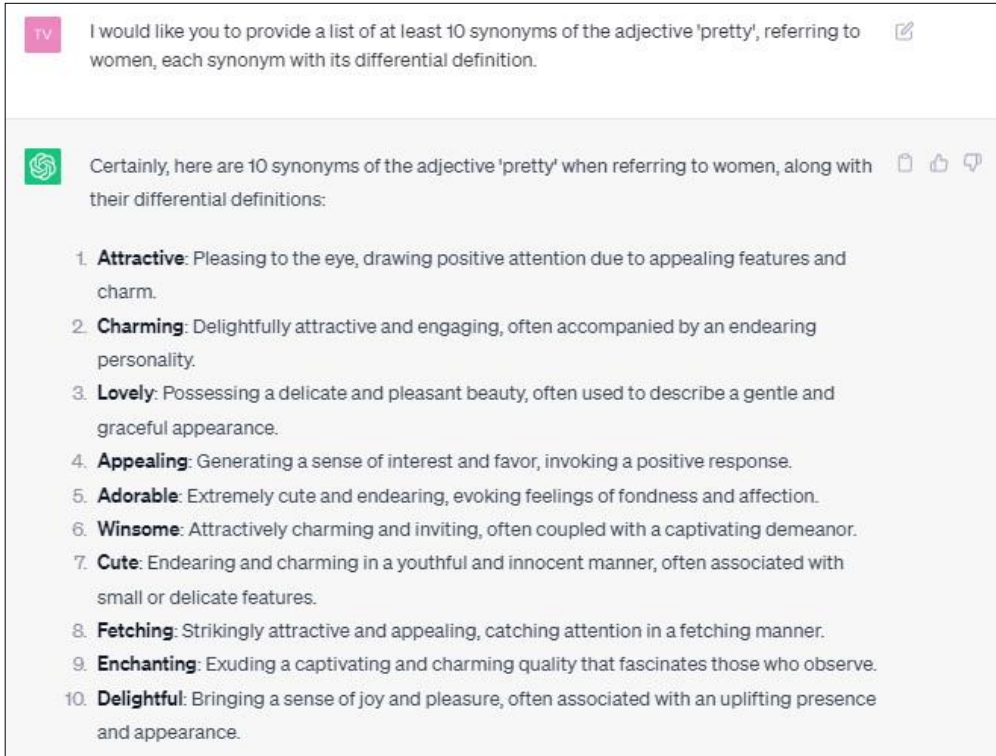 TV
I would like you to provide a list of at least 10 synonyms of the adjective 'pretty', referring to
women, each synonym with its differential definition.
Certainly, here are 10 synonyms of the adjective 'pretty' when referring to women, along with
their differential definitions:
1. Attractive: Pleasing to the eye, drawing positive attention due to appealing features and
charm.
2. Charming: Delightfully attractive and engaging, often accompanied by an endearing
personality.
3. Lovely: Possessing a delicate and pleasant beauty, often used to describe a gentle and
graceful appearance.
4. Appealing: Generating a sense of interest and favor, invoking a positive response.
5. Adorable: Extremely cute and endearing, evoking feelings of fondness and affection.
6. Winsome: Attractively charming and inviting, often coupled with a captivating demeanor.
7. Cute: Endearing and charming in a youthful and innocent manner, often associated with
small or delicate features.
8. Fetching: Strikingly attractive and appealing, catching attention in a fetching manner.
9. Enchanting: Exuding a captivating and charming quality that fascinates those who observe.
10. Delightful: Bringing a sense of joy and pleasure, often associated with an uplifting presence
and appearance.